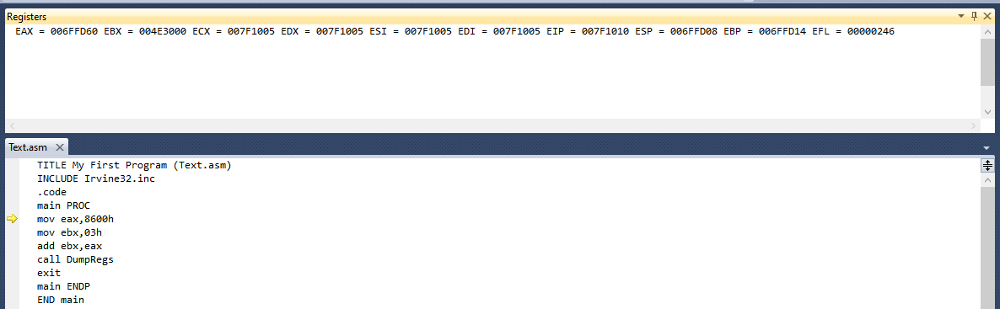 Registers
EAX = 006FFD60 EBX = 004E3000 ECX = 007F1005 EDX = 007F1005 ESI = 007F1005 EDI = 007F1005 EIP = 007F1010 ESP = 006FFD08 EBP = 006FFD14 EFL = 00000246
Text.asm
TITLE My First Program (Text.asm)
INCLUDE Irvine32.inc
.code
main PROC
mov eax,8600h
mov ebx,03h
add ebx,eax
call DumpRegs
exit
main ENDP
END main